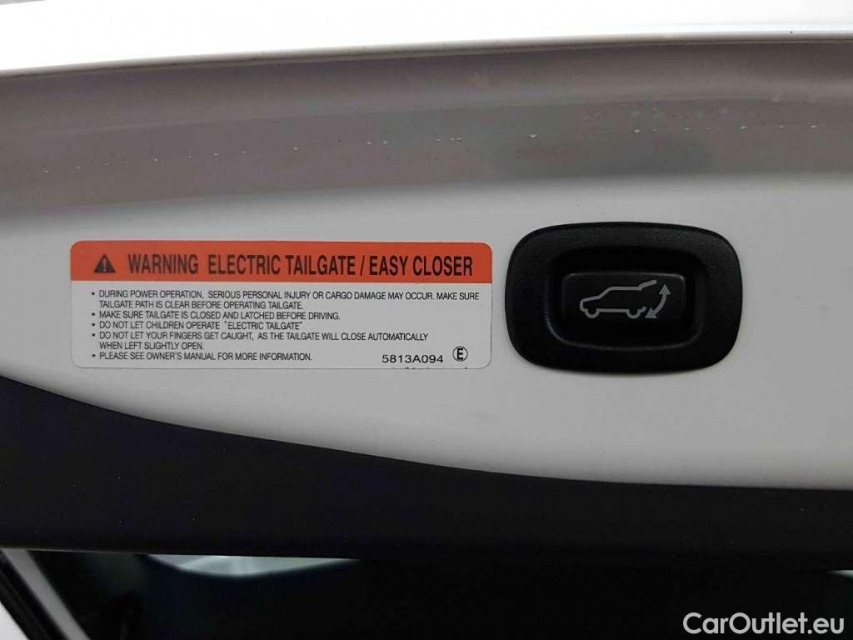 WARNING ELECTRIC TAILGATE / EASY CLOSER
• DURING POWER OPERATION, SERIOUS PERSONAL INJURY OR CARGO DAMAGE MAY OCCUR. MAKE SURE
TAILGATE PATH IS CLEAR BEFORE OPERATING TAILGATE.
• MAKE SURE TAILGATE IS CLOSED AND LATCHED BEFORE DRIVING.
• DO NOT LET CHILDREN OPERATE "ELECTRIC TAILGATE"
• DO NOT LET YOUR FINGERS GET CAUGHT, AS THE TAILGATE WILL CLOSE AUTOMATICALLY
WHEN LEFT SLIGHTLY OPEN.
• PLEASE SEE OWNER'S MANUAL FOR MORE INFORMATION.
5813A094 Ⓔ
CarOutlet.eu